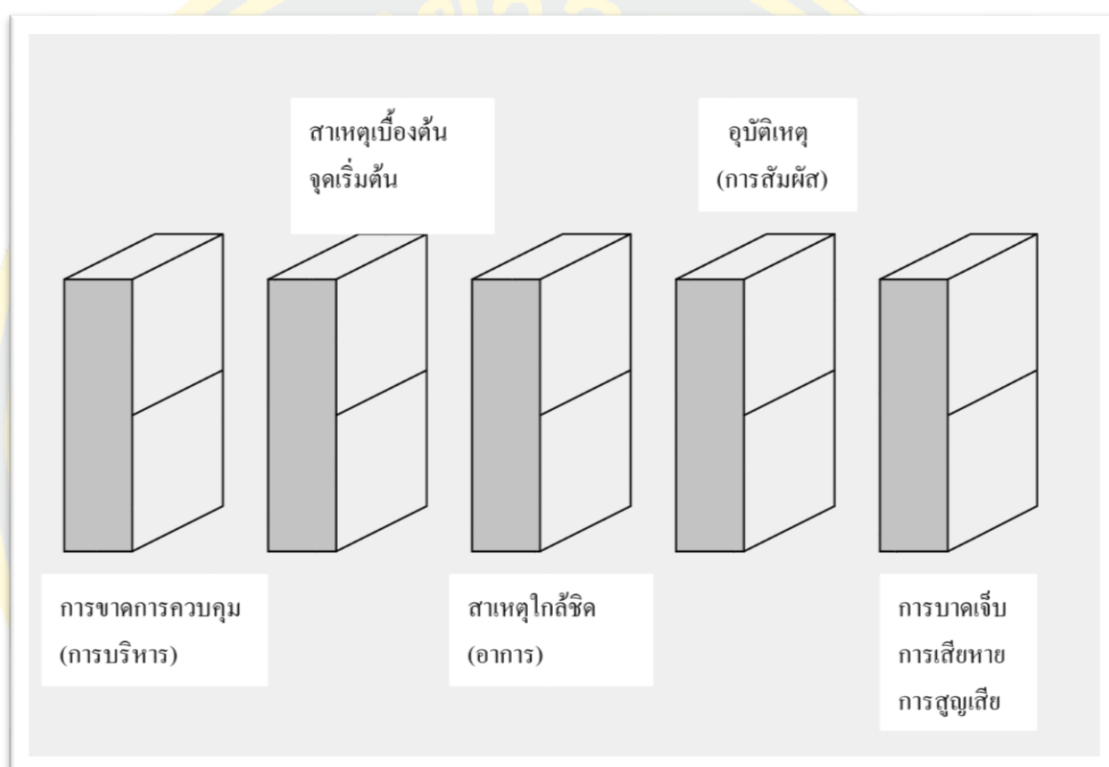 สาเหตุเบื้องต้น
จุดเริ่มต้น
อุบัติเหตุ
(การสัมผัส)
การขาดการควบคุม
(การบริหาร)
สาเหตุใกล้ชิด
(อาการ)
การบาดเจ็บ
การเสียหาย
การสูญเสีย